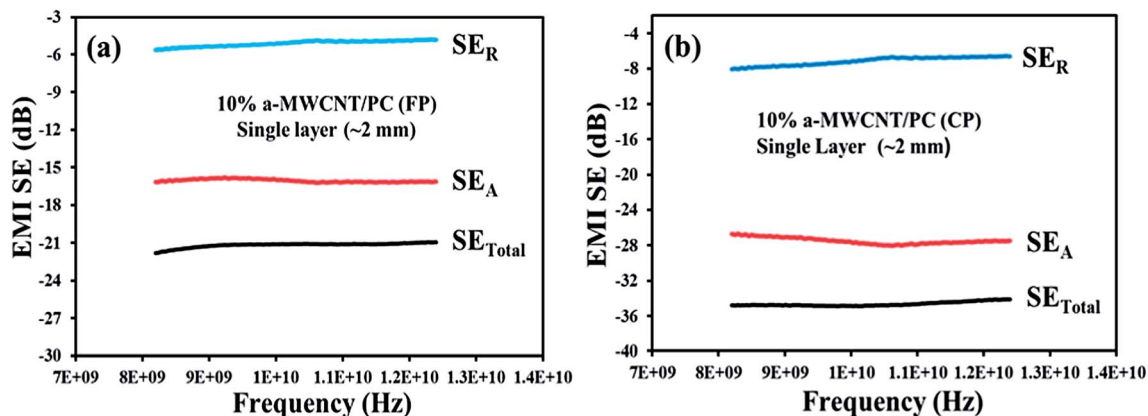 (a)
EMI SE (dB)
-3
-6
-9
-12
-15
-18
-21
-24
-27
-30
SE_R
10% a-MWCNT/PC (FP)
Single layer (~2 mm)
SE_A
SE_Total
7E+09 8E+09 9E+09 1E+10 1.1E+10 1.2E+10 1.3E+10 1.4E+10
Frequency (Hz)
(b)
EMI SE (dB)
-4
-8
-12
-16
-20
-24
-28
-32
-36
-40
SE_R
10% a-MWCNT/PC (CP)
Single Layer (~2 mm)
SE_A
SE_Total
7E+09 8E+09 9E+09 1E+10 1.1E+10 1.2E+10 1.3E+10 1.4E+10
Frequency (Hz)